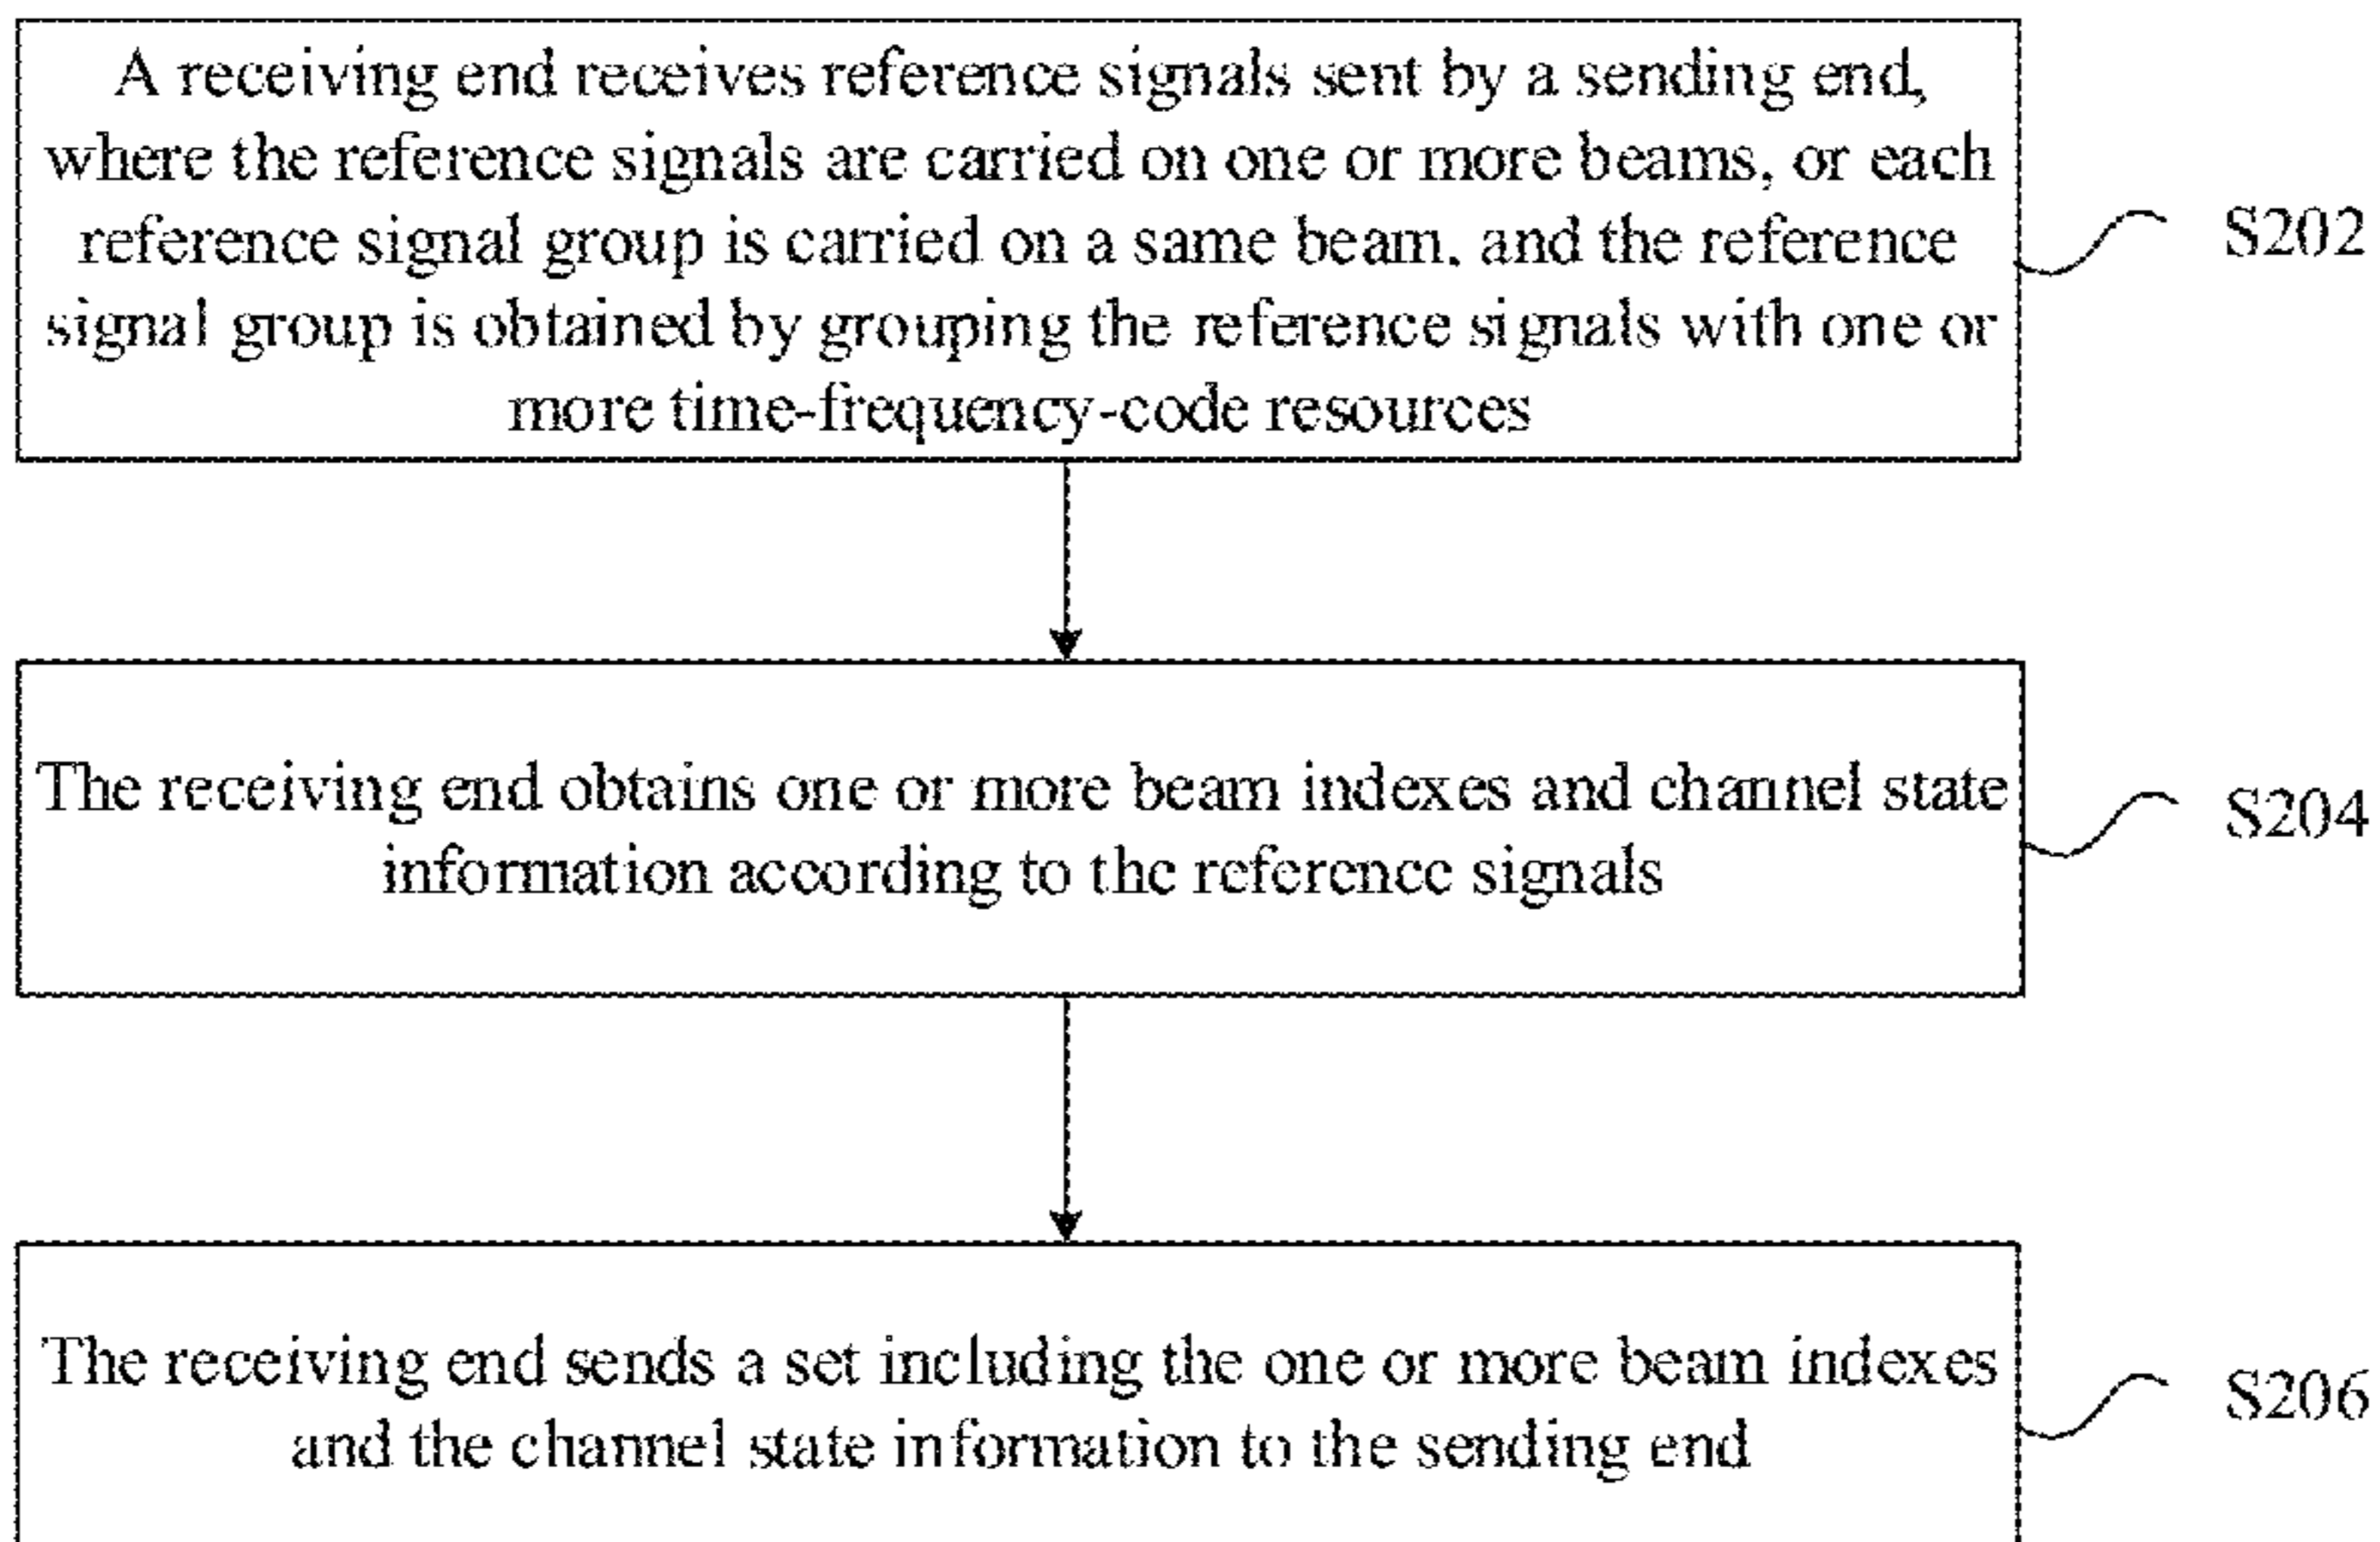 A receiving end receives reference signals sent by a sending end,
where the reference signals are carried on one or more beams, or each
reference signal group is carried on a same beam, and the reference
signal group is obtained by grouping the reference signals with one or
more time-frequency-code resources
S202
The receiving end obtains one or more beam indexes and channel state
information according to the reference signals
S204
The receiving end sends a set including the one or more beam indexes
and the channel state information to the sending end
S206